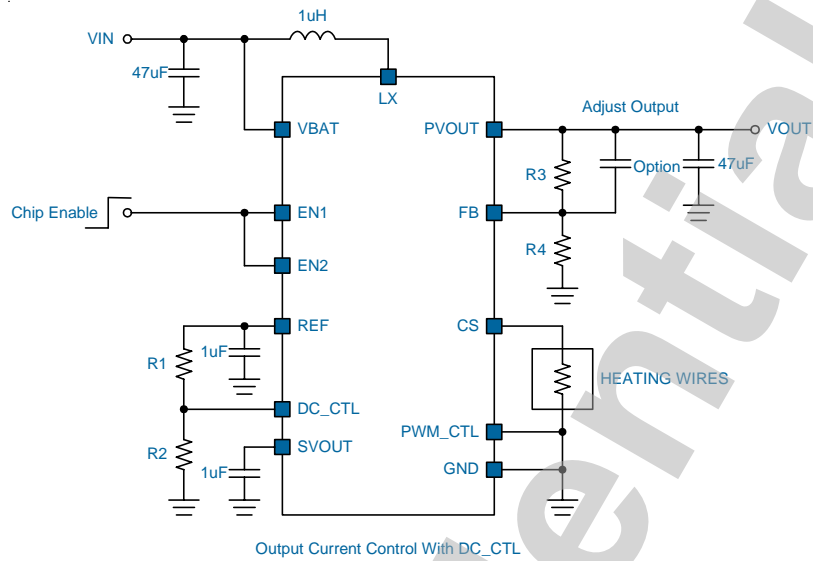 1uH
VIN
47uF
LX
VBAT
PVOUT
Adjust Output
VOUT
R3
Option
47uF
Chip Enable
EN1
FB
R4
EN2
REF
CS
R1
1uF
HEATING WIRES
DC_CTL
PWM_CTL
R2
SVOUT
1uF
GND
Output Current Control With DC_CTL
ential